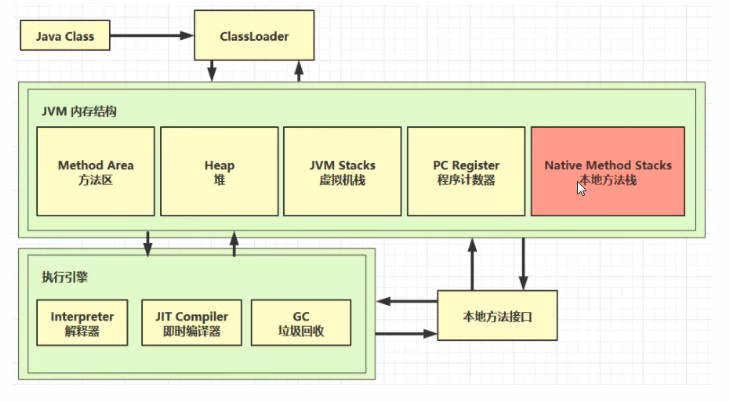 Java Class
ClassLoader
JVM 内存结构
Method Area
方法区
Heap
堆
JVM Stacks
虚拟机栈
PC Register
程序计数器
Native Method Stacks
本地方法栈
执行引擎
Interpreter
解释器
JIT Compiler
即时编译器
GC
垃圾回收
本地方法接口